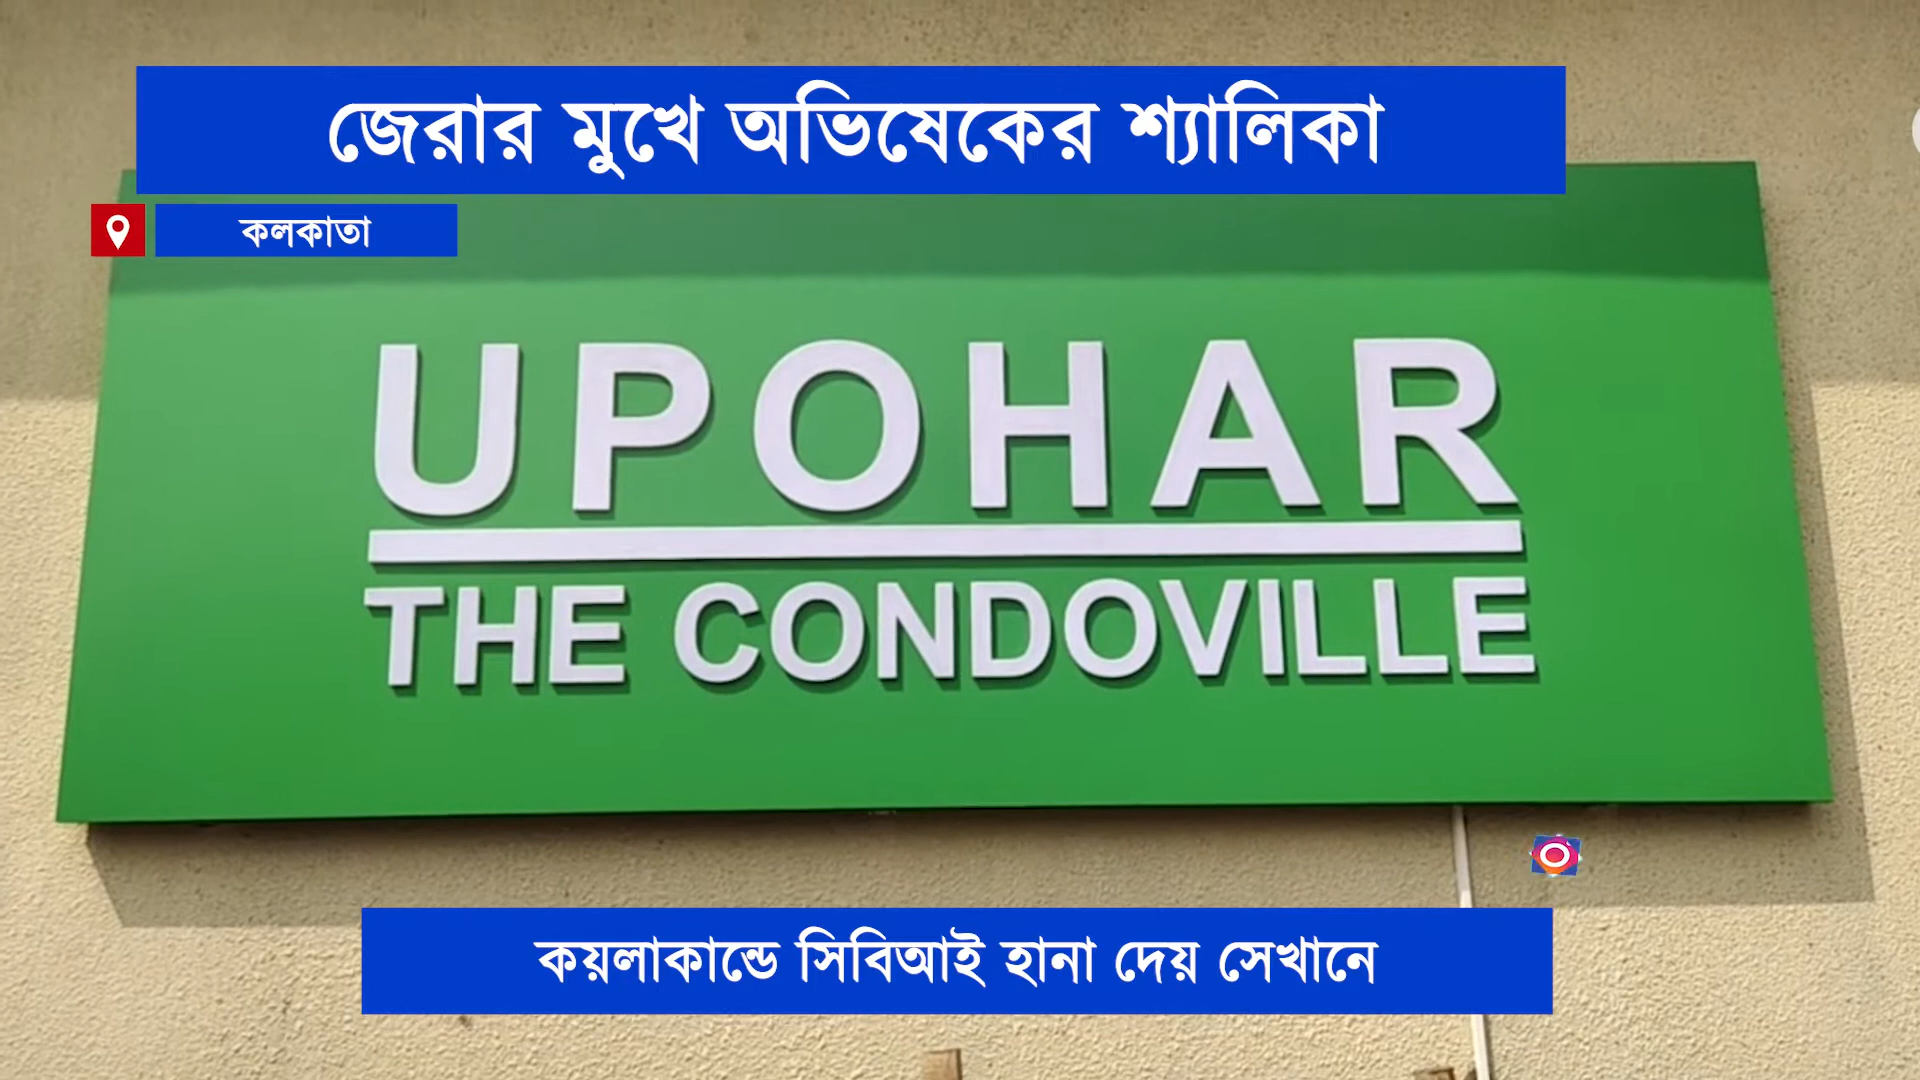 জেরার মুখে অভিষেকের শ্যালিকা
কলকাতা
UPOHAR
THE CONDOVILLE
কয়লাকান্ডে সিবিআই হানা দেয় সেখানে